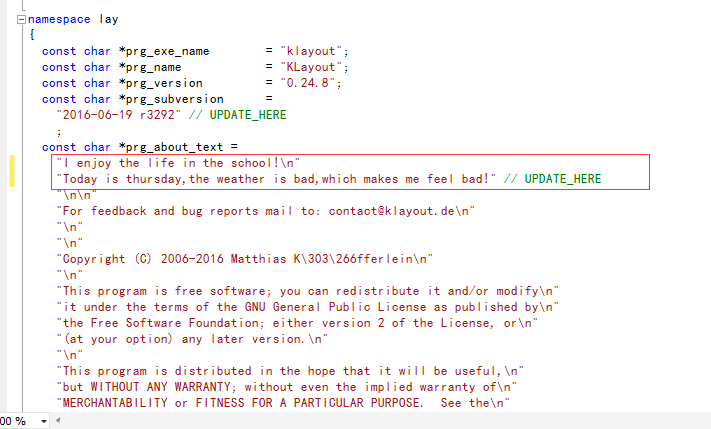 namespace lay
{
const char *prg_exe_name = "klayout";
const char *prg_name = "KLayout";
const char *prg_version = "0.24.8";
const char *prg_subversion =
"2016-06-19 r3292" // UPDATE_HERE
;
const char *prg_about_text =
"I enjoy the life in the school!\n"
"Today is thursday,the weather is bad,which makes me feel bad!" // UPDATE_HERE
"\n\n"
"For feedback and bug reports mail to: contact@klayout.de\n"
"\n"
"\n"
"Copyright (C) 2006-2016 Matthias K\303\266fferlein\n"
"\n"
"This program is free software; you can redistribute it and/or modify\n"
"it under the terms of the GNU General Public License as published by\n"
"the Free Software Foundation; either version 2 of the License, or\n"
"(at your option) any later version.\n"
"\n"
"This program is distributed in the hope that it will be useful,\n"
"but WITHOUT ANY WARRANTY; without even the implied warranty of\n"
"MERCHANTABILITY or FITNESS FOR A PARTICULAR PURPOSE.  See the\n"
00 %